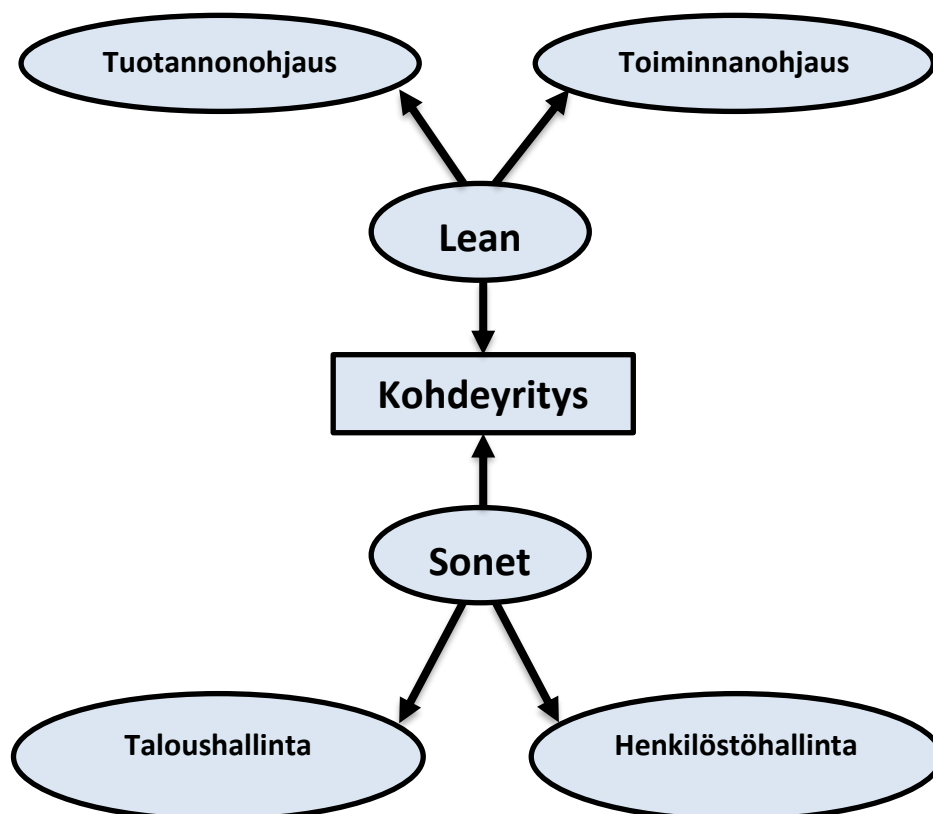 Tuotannonohjaus
Toiminnanohjaus
Lean
Kohdeyritys
Sonet
Taloushallinta
Henkilöstöhallinta